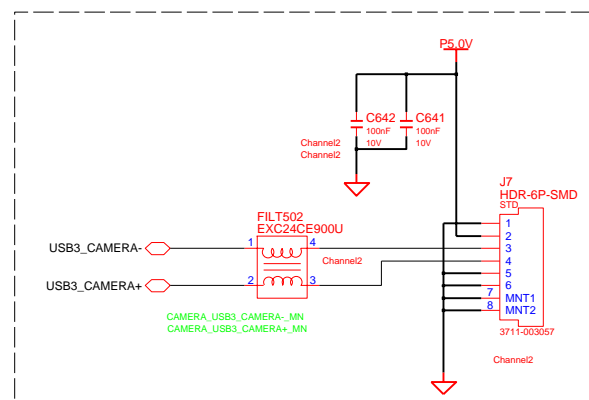 P5.0V
C642
100nF
10V
C641
100nF
10V
Channel2
Channel2
J7
HDR-6P-SMD
STD
1
2
3
4
5
6
7 MNT1
8 MNT2
3711-003057
Channel2
FILT502
EXC24CE900U
USB3_CAMERA-
1
4
Channel2
USB3_CAMERA+
2
3
CAMERA_USB3_CAMERA-_MN
CAMERA_USB3_CAMERA+_MN